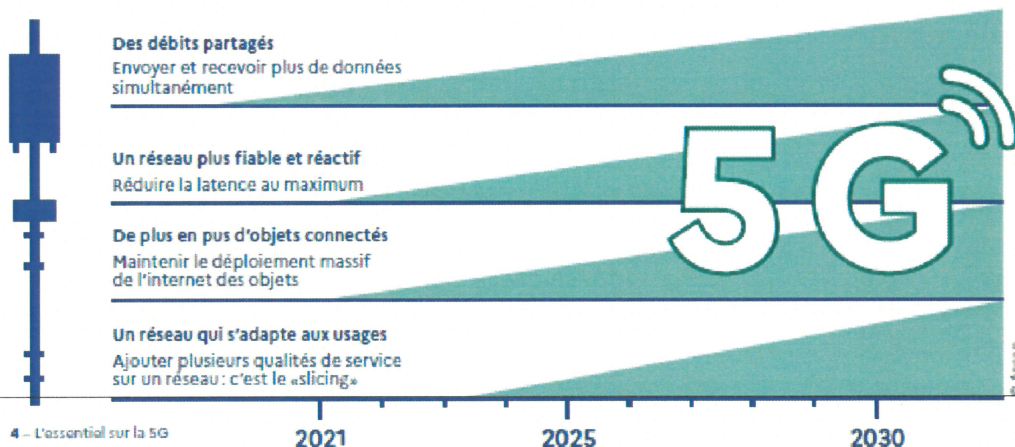 Des débits partagés
Envoyer et recevoir plus de données
simultanément
Un réseau plus fiable et réactif
Réduire la latence au maximum
De plus en pus d'objets connectés
Maintenir le déploiement massif
de l'internet des objets
Un réseau qui s'adapte aux usages
Ajouter plusieurs qualités de service
sur un réseau : c'est le «slicing»
5G
4 – L'essentiel sur la 5G
2021
2025
2030